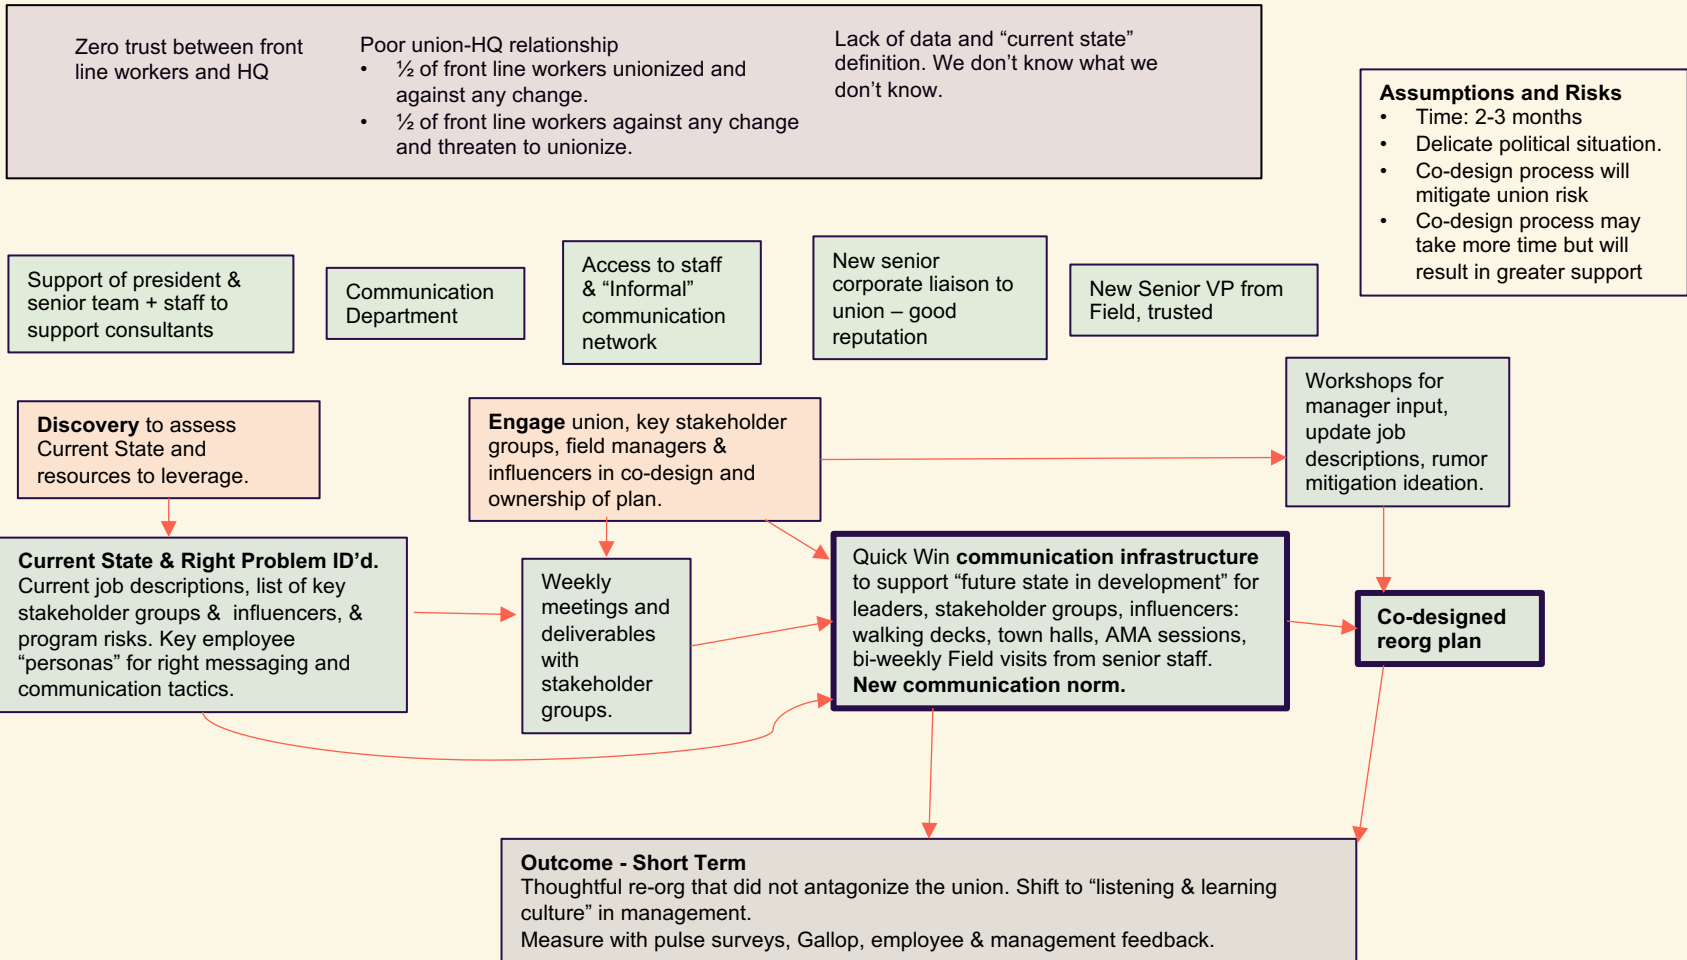 Zero trust between front
line workers and HQ
Poor union-HQ relationship
• ½ of front line workers unionized and
against any change.
• ½ of front line workers against any change
and threaten to unionize.
Lack of data and “current state”
definition. We don’t know what we
don’t know.
Assumptions and Risks
• Time: 2-3 months
• Delicate political situation.
• Co-design process will
mitigate union risk
• Co-design process may
take more time but will
result in greater support
Support of president &
senior team + staff to
support consultants
Communication
Department
Access to staff
& “Informal”
communication
network
New senior
corporate liaison to
union – good
reputation
New Senior VP from
Field, trusted
Discovery to assess
Current State and
resources to leverage.
Engage union, key stakeholder
groups, field managers &
influencers in co-design and
ownership of plan.
Workshops for
manager input,
update job
descriptions, rumor
mitigation ideation.
Current State & Right Problem ID’d.
Current job descriptions, list of key
stakeholder groups & influencers, &
program risks. Key employee
“personas” for right messaging and
communication tactics.
Weekly
meetings and
deliverables
with
stakeholder
groups.
Quick Win communication infrastructure
to support “future state in development” for
leaders, stakeholder groups, influencers:
walking decks, town halls, AMA sessions,
bi-weekly Field visits from senior staff.
New communication norm.
Co-designed
reorg plan
Outcome - Short Term
Thoughtful re-org that did not antagonize the union. Shift to “listening & learning
culture” in management.
Measure with pulse surveys, Gallop, employee & management feedback.